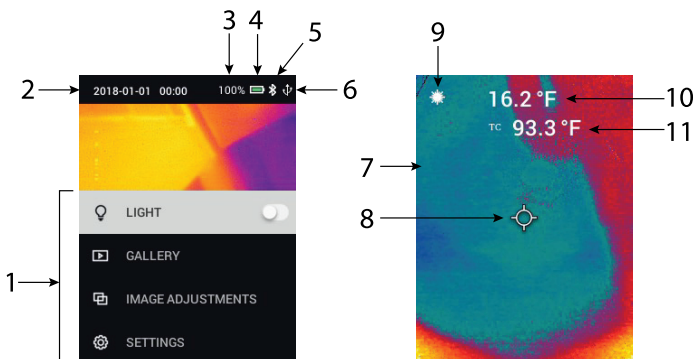 3 4 5
9
2 2018-01-01 00:00 100% 6
16.2 °F 10
TC 93.3 °F 11
7
1 LIGHT 8
GALLERY
IMAGE ADJUSTMENTS
SETTINGS